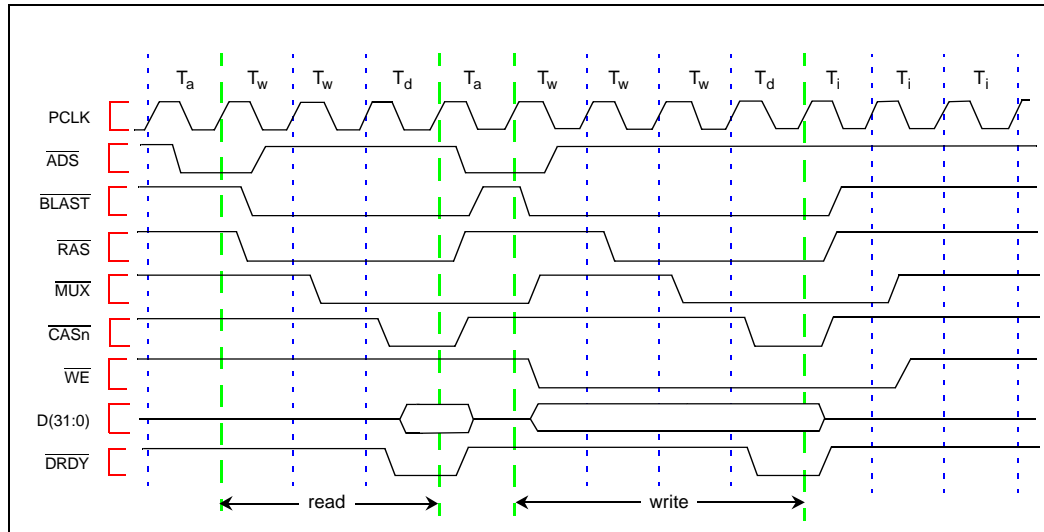 Ta Tw Tw Td Ta Tw Tw Tw Td Ti Ti Ti
PCLK
ADS
BLAST
RAS
MUX
CASn
WE
D(31:0)
DRDY
read write